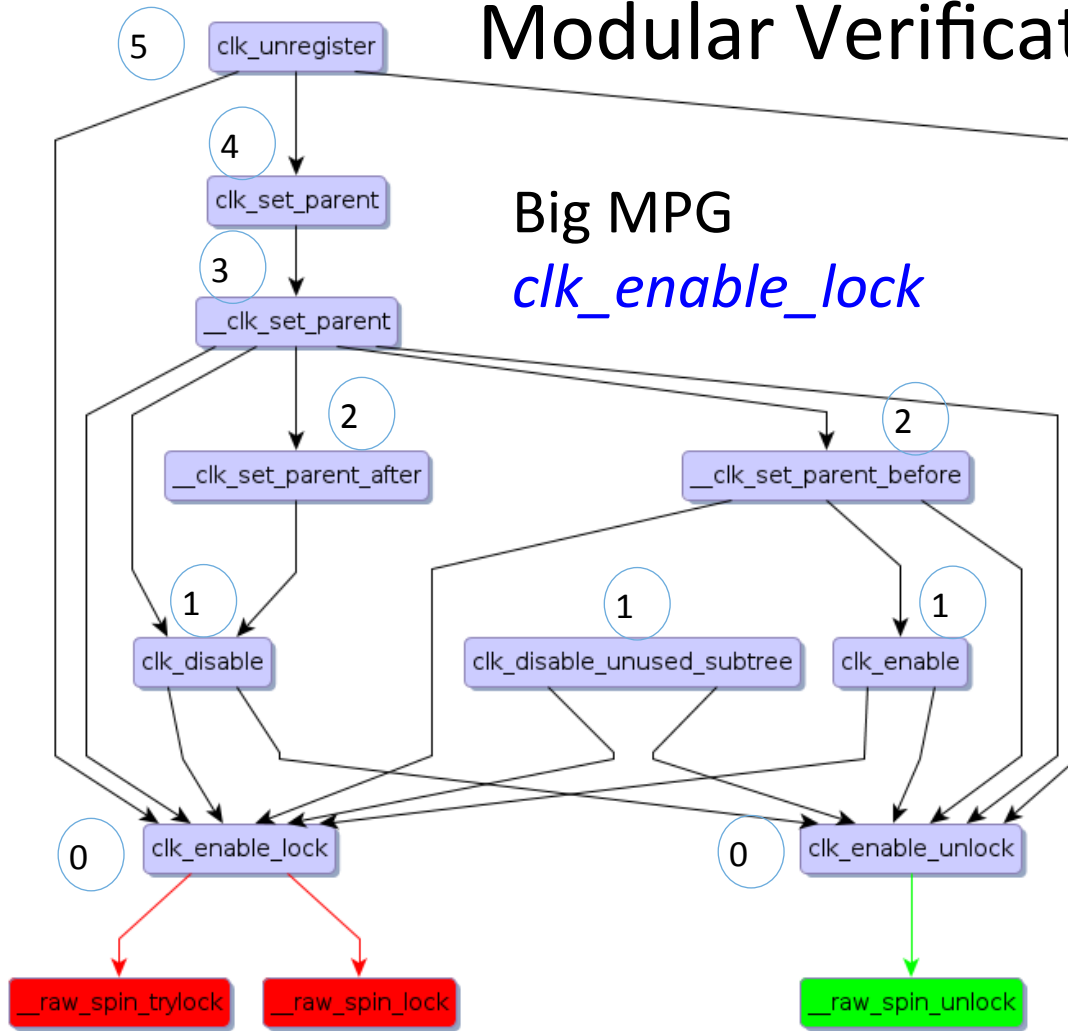 Modular Verificat
5
clk_unregister
4
clk_set_parent
Big MPG
clk_enable_lock
3
__clk_set_parent
2
2
__clk_set_parent_after
__clk_set_parent_before
1
1
1
clk_disable
clk_disable_unused_subtree
clk_enable
0
clk_enable_lock
0
clk_enable_unlock
__raw_spin_trylock
__raw_spin_lock
__raw_spin_unlock